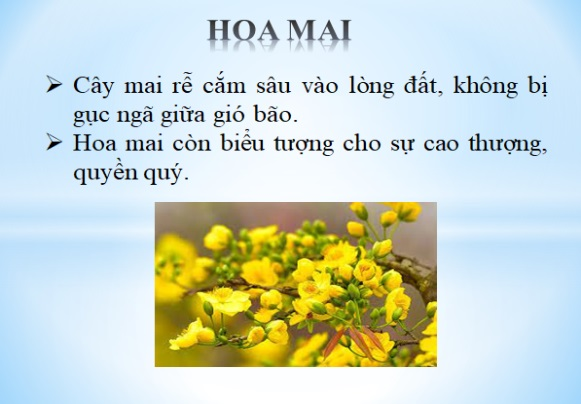 HOA MAI
➢ Cây mai rễ cắm sâu vào lòng đất, không bị
gục ngã giữa gió bão.
➢ Hoa mai còn biểu tượng cho sự cao thượng,
quyền quý.